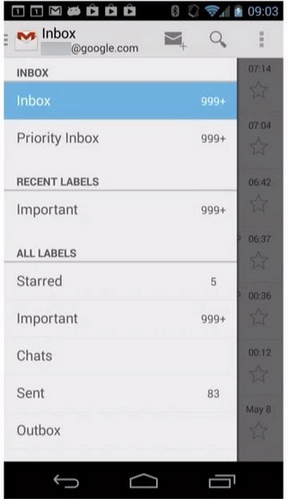 09:03
Inbox
@google.com
INBOX
07:14
Inbox 999+
07:04
Priority Inbox 999+
RECENT LABELS
06:42
Important 999+
06:37
ALL LABELS
Starred 5
00:36
Important 999+
00:12
Chats
Sent 83
May 8
Outbox